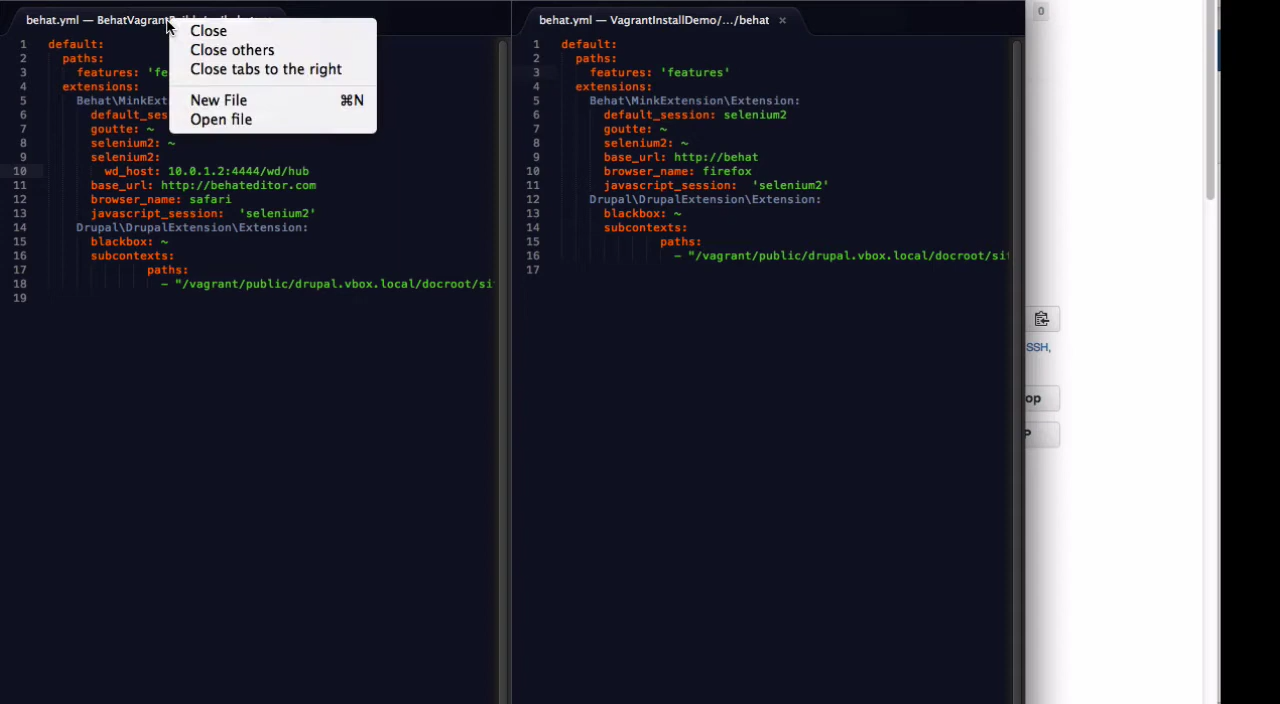 behat.yml — BehatVagrant
Close
Close others
Close tabs to the right
New File ⌘N
Open file
1 default:
2 paths:
3 features: 'fe
4 extensions:
5 Behat\MinkExt
6 default_ses
7 goutte: ~
8 selenium2: ~
9 selenium2:
10 wd_host: 10.0.1.2:4444/wd/hub
11 base_url: http://behateditor.com
12 browser_name: safari
13 javascript_session: 'selenium2'
14 Drupal\DrupalExtension\Extension:
15 blackbox: ~
16 subcontexts:
17 paths:
18 - "/vagrant/public/drupal.vbox.local/docroot/si
19
behat.yml — VagrantInstallDemo/.../behat ×
1 default:
2 paths:
3 features: 'features'
4 extensions:
5 Behat\MinkExtension\Extension:
6 default_session: selenium2
7 goutte: ~
8 selenium2: ~
9 base_url: http://behat
10 browser_name: firefox
11 javascript_session: 'selenium2'
12 Drupal\DrupalExtension\Extension:
13 blackbox: ~
14 subcontexts:
15 paths:
16 - "/vagrant/public/drupal.vbox.local/docroot/si
17
0
SSH,
op
P